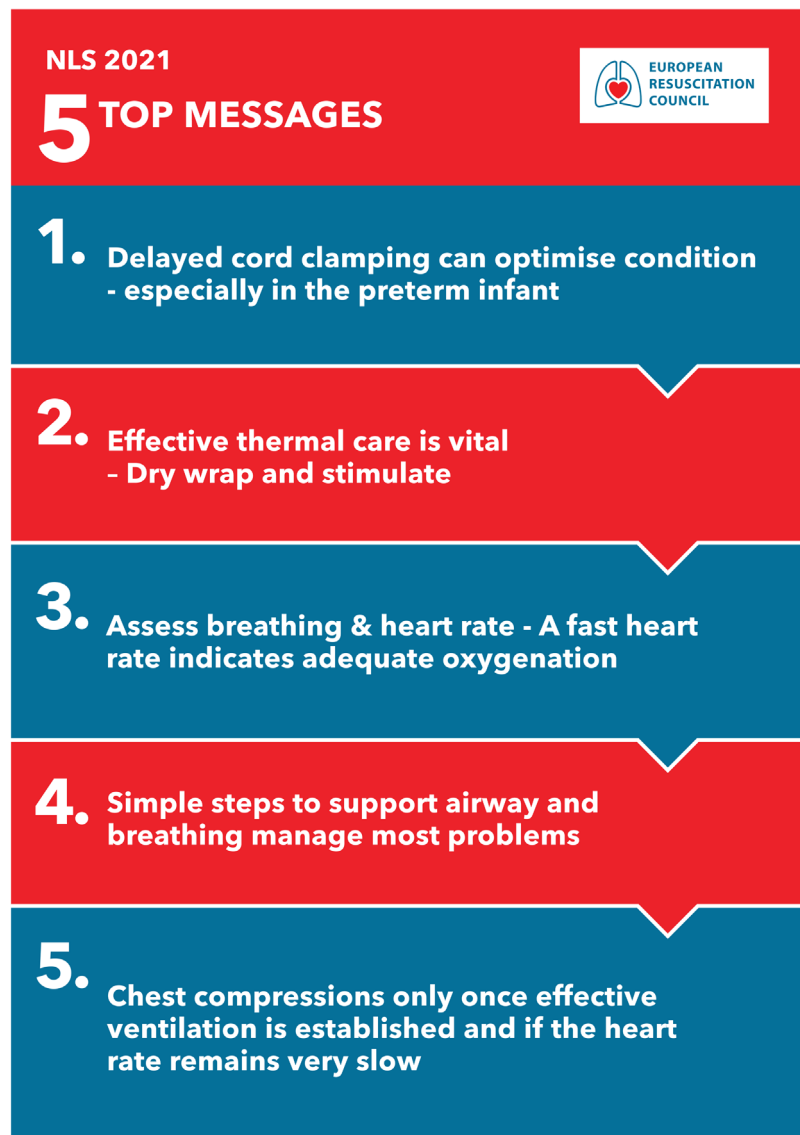 NLS 2021
5 TOP MESSAGES
EUROPEAN
RESUSCITATION
COUNCIL
1.
Delayed cord clamping can optimise condition
- especially in the preterm infant
2.
Effective thermal care is vital
– Dry wrap and stimulate
3.
Assess breathing & heart rate - A fast heart
rate indicates adequate oxygenation
4.
Simple steps to support airway and
breathing manage most problems
5.
Chest compressions only once effective
ventilation is established and if the heart
rate remains very slow